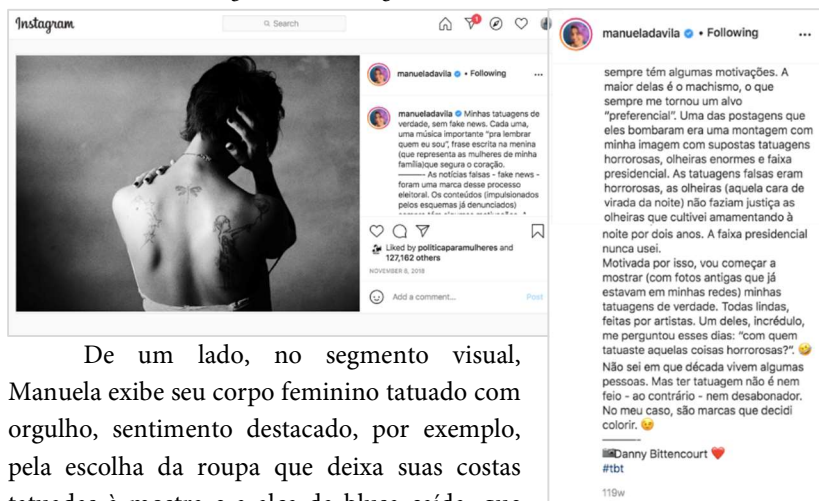 Instagram
Search
manueladavila • Following
...
manueladavila Minhas tatuagens de
verdade, sem fake news. Cada uma,
uma música importante "pra lembrar
quem eu sou", frase escrita na menina
(que representa as mulheres de minha
família)que segura o coração.
———- As notícias falsas - fake news -
foram uma marca desse processo
eleitoral. Os conteúdos (impulsionados
pelos esquemas já denunciados)
sempre têm algumas motivações. A
Liked by politicaparamulheres and
127,162 others
NOVEMBER 8, 2018
Add a comment...
Post
manueladavila • Following
...
sempre têm algumas motivações. A
maior delas é o machismo, o que
sempre me tornou um alvo
"preferencial". Uma das postagens que
eles bombaram era uma montagem com
minha imagem com supostas tatuagens
horrorosas, olheiras enormes e faixa
presidencial. As tatuagens falsas eram
horrorosas, as olheiras (aquela cara de
virada da noite) não faziam justiça as
olheiras que cultivei amamentando à
noite por dois anos. A faixa presidencial
nunca usei.
Motivada por isso, vou começar a
mostrar (com fotos antigas que já
estavam em minhas redes) minhas
tatuagens de verdade. Todas lindas,
feitas por artistas. Um deles, incrédulo,
me perguntou esses dias: "com quem
tatuaste aquelas coisas horrorosas?". 🤣
Não sei em que década vivem algumas
pessoas. Mas ter tatuagem não é nem
feio - ao contrário - nem desabonador.
No meu caso, são marcas que decidi
colorir. 😉
———-
📷Danny Bittencourt ❤️
#tbt
119w
De um lado, no segmento visual,
Manuela exibe seu corpo feminino tatuado com
orgulho, sentimento destacado, por exemplo,
pela escolha da roupa que deixa suas costas